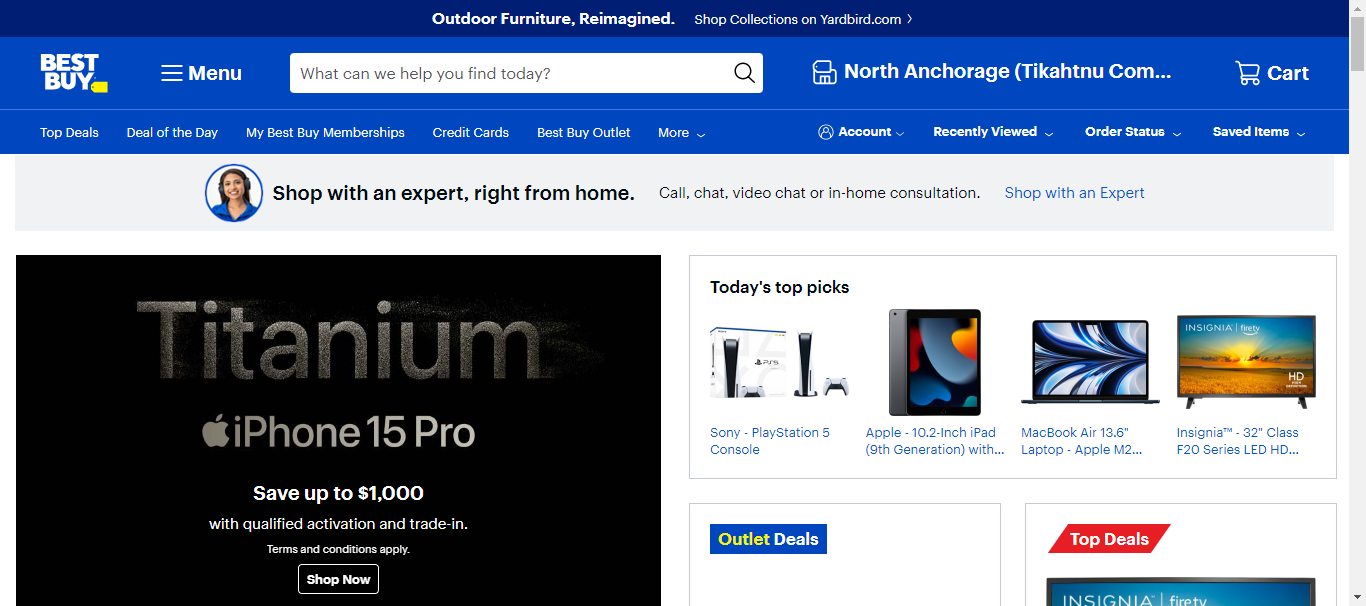 Outdoor Furniture, Reimagined. Shop Collections on Yardbird.com
BEST
BUY
Menu
What can we help you find today?
North Anchorage (Tikahtnu Com...
Cart
Top Deals
Deal of the Day
My Best Buy Memberships
Credit Cards
Best Buy Outlet
More
Account
Recently Viewed
Order Status
Saved Items
Shop with an expert, right from home. Call, chat, video chat or in-home consultation. Shop with an Expert
Titanium
iPhone 15 Pro
Save up to $1,000
with qualified activation and trade-in.
Terms and conditions apply.
Shop Now
Today's top picks
PS5
INSIGNIA | firetv
HD
Sony - PlayStation 5
Console
Apple - 10.2-Inch iPad
(9th Generation) with...
MacBook Air 13.6"
Laptop - Apple M2...
Insignia™ - 32" Class
F20 Series LED HD...
Outlet Deals
Top Deals
INSIGNIA | firetv